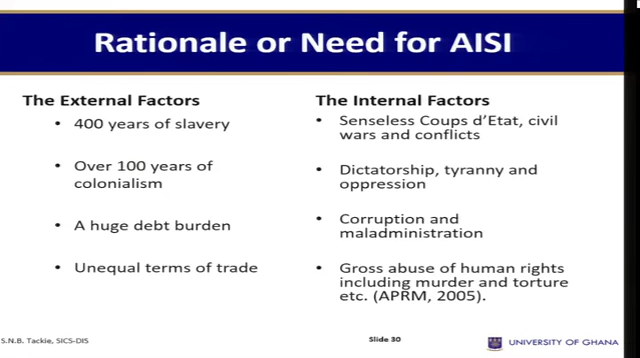 Rationale or Need for AISI
The External Factors
• 400 years of slavery
• Over 100 years of
colonialism
• A huge debt burden
• Unequal terms of trade
The Internal Factors
• Senseless Coups d’Etat, civil
wars and conflicts
• Dictatorship, tyranny and
oppression
• Corruption and
maladministration
• Gross abuse of human rights
including murder and torture
etc. (APRM, 2005).
S.N.B. Tackie, SICS-DIS
Slide 30
UNIVERSITY OF GHANA